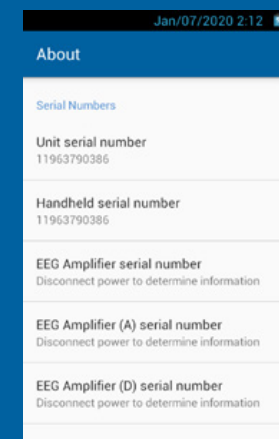 Jan/07/2020 2:12
About
Serial Numbers
Unit serial number
11963790386
Handheld serial number
11963790386
EEG Amplifier serial number
Disconnect power to determine information
EEG Amplifier (A) serial number
Disconnect power to determine information
EEG Amplifier (D) serial number
Disconnect power to determine information